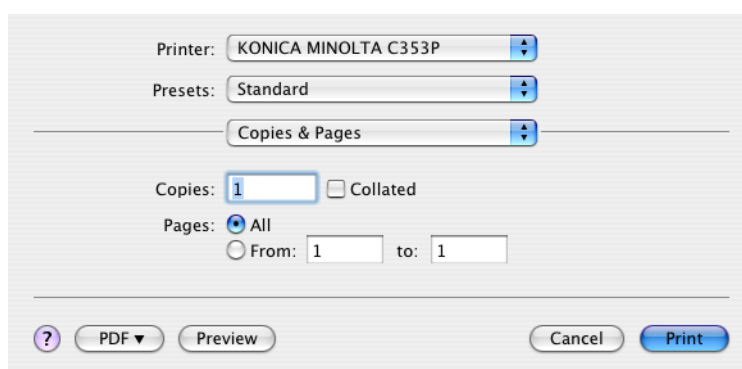 Printer: KONICA MINOLTA C353P
Presets: Standard
Copies & Pages
Copies: 1 Collated
Pages: All
From: 1 to: 1
? PDF ▼ Preview Cancel Print